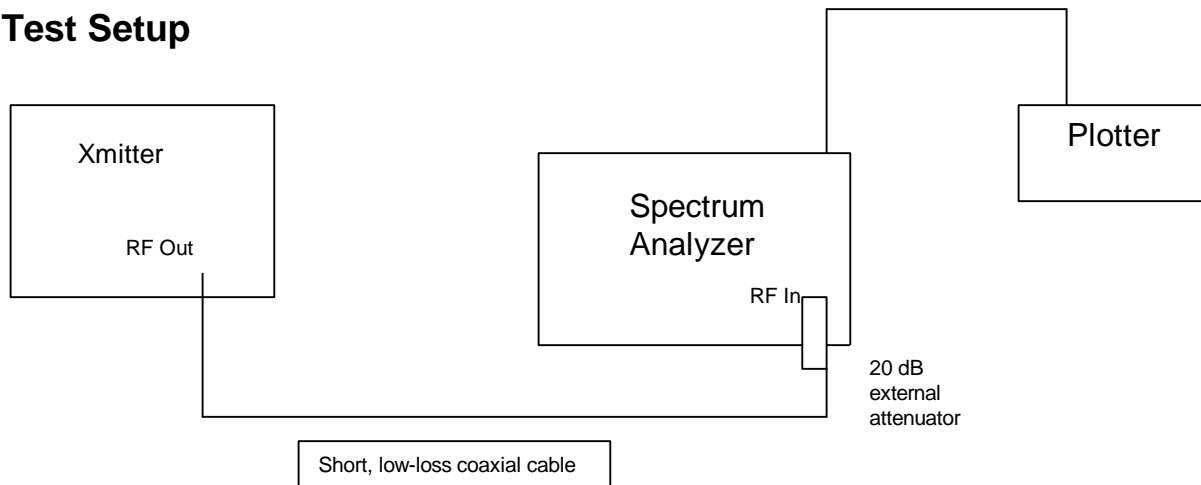 Test Setup
Xmitter
RF Out
Spectrum
Analyzer
RF In
Plotter
20 dB
external
attenuator
Short, low-loss coaxial cable